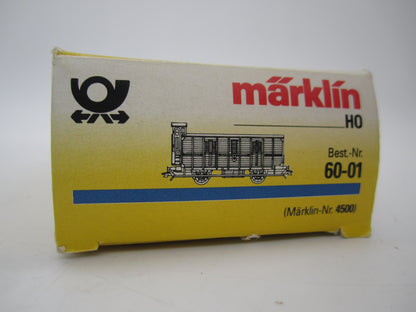 märklin
HO
Best.-Nr.
60-01
(Märklin-Nr. 4500)